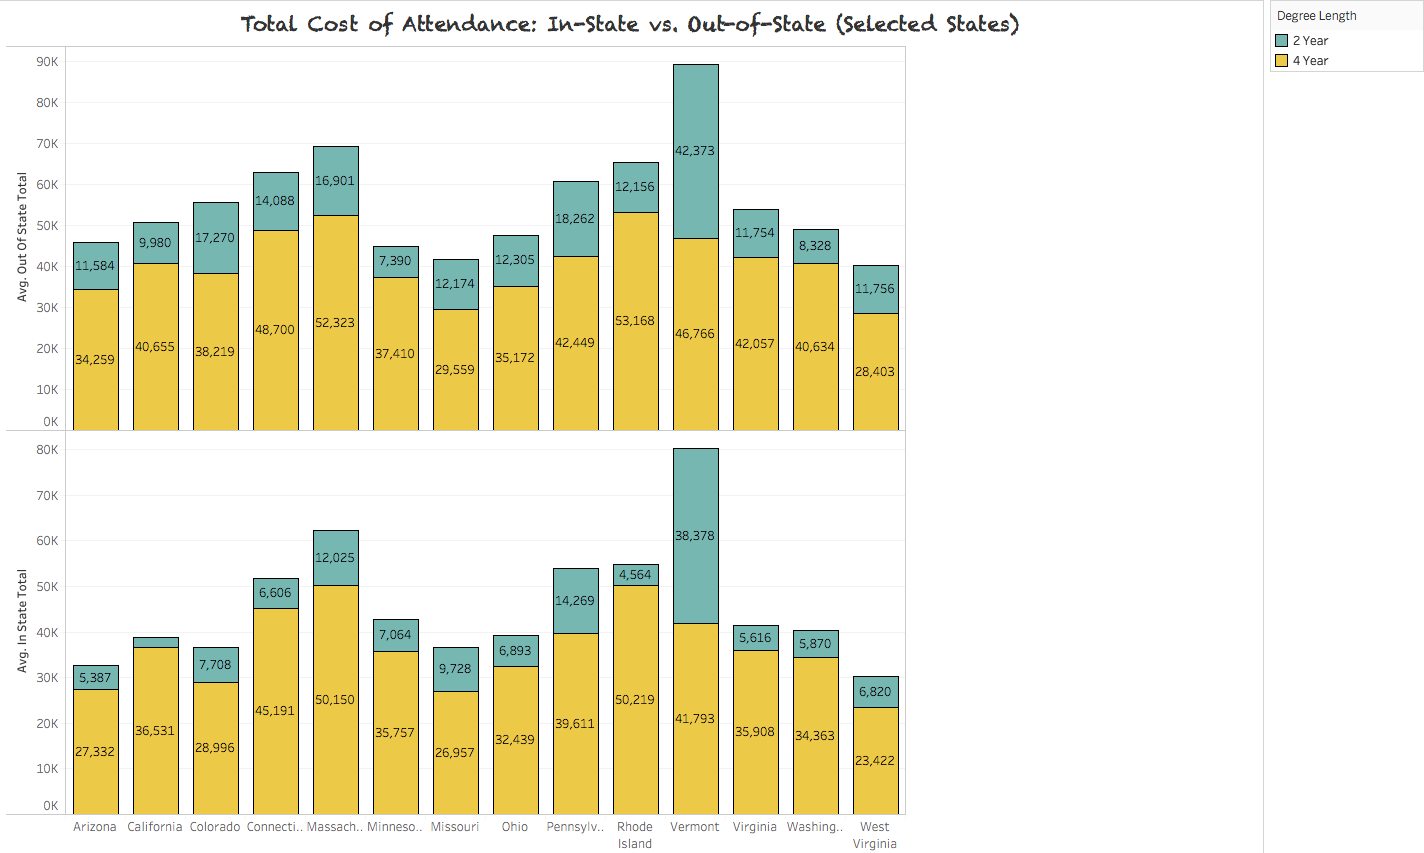 Total Cost of Attendance: In-State vs. Out-of-State (Selected States)
Degree Length
2 Year
4 Year
Avg. Out Of State Total
90K
80K
70K
60K
50K
40K
30K
20K
10K
0K
11,584
9,980
17,270
14,088
16,901
7,390
12,174
12,305
18,262
12,156
42,373
11,754
8,328
11,756
34,259
40,655
38,219
48,700
52,323
37,410
29,559
35,172
42,449
53,168
46,766
42,057
40,634
28,403
Avg. In State Total
80K
70K
60K
50K
40K
30K
20K
10K
0K
5,387
7,708
6,606
12,025
7,064
9,728
6,893
14,269
4,564
38,378
5,616
5,870
6,820
27,332
36,531
28,996
45,191
50,150
35,757
26,957
32,439
39,611
50,219
41,793
35,908
34,363
23,422
Arizona
California
Colorado
Connecti..
Massach..
Minneso..
Missouri
Ohio
Pennsylv..
Rhode
Island
Vermont
Virginia
Washing..
West
Virginia